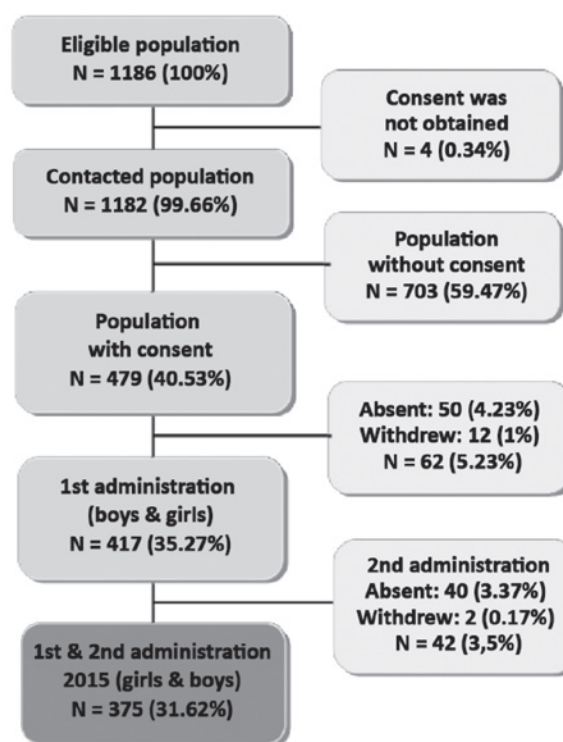 Eligible population
N = 1186 (100%)
Consent was
not obtained
N = 4 (0.34%)
Contacted population
N = 1182 (99.66%)
Population
without consent
N = 703 (59.47%)
Population
with consent
N = 479 (40.53%)
Absent: 50 (4.23%)
Withdrew: 12 (1%)
N = 62 (5.23%)
1st administration
(boys & girls)
N = 417 (35.27%)
2nd administration
Absent: 40 (3.37%)
Withdrew: 2 (0.17%)
N = 42 (3,5%)
1st & 2nd administration
2015 (girls & boys)
N = 375 (31.62%)